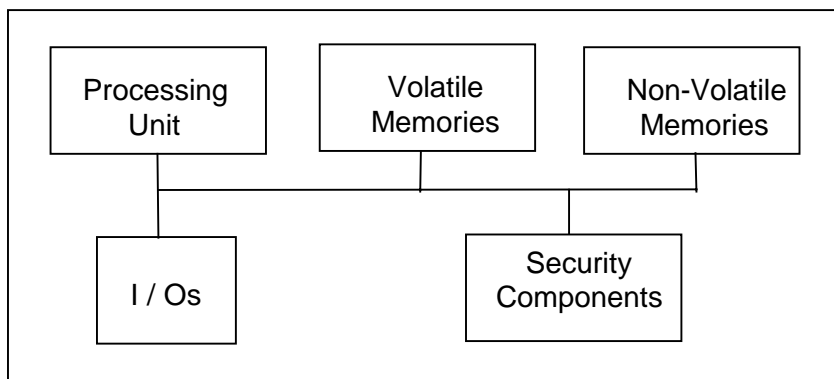 Processing
Unit
Volatile
Memories
Non-Volatile
Memories
I / Os
Security
Components